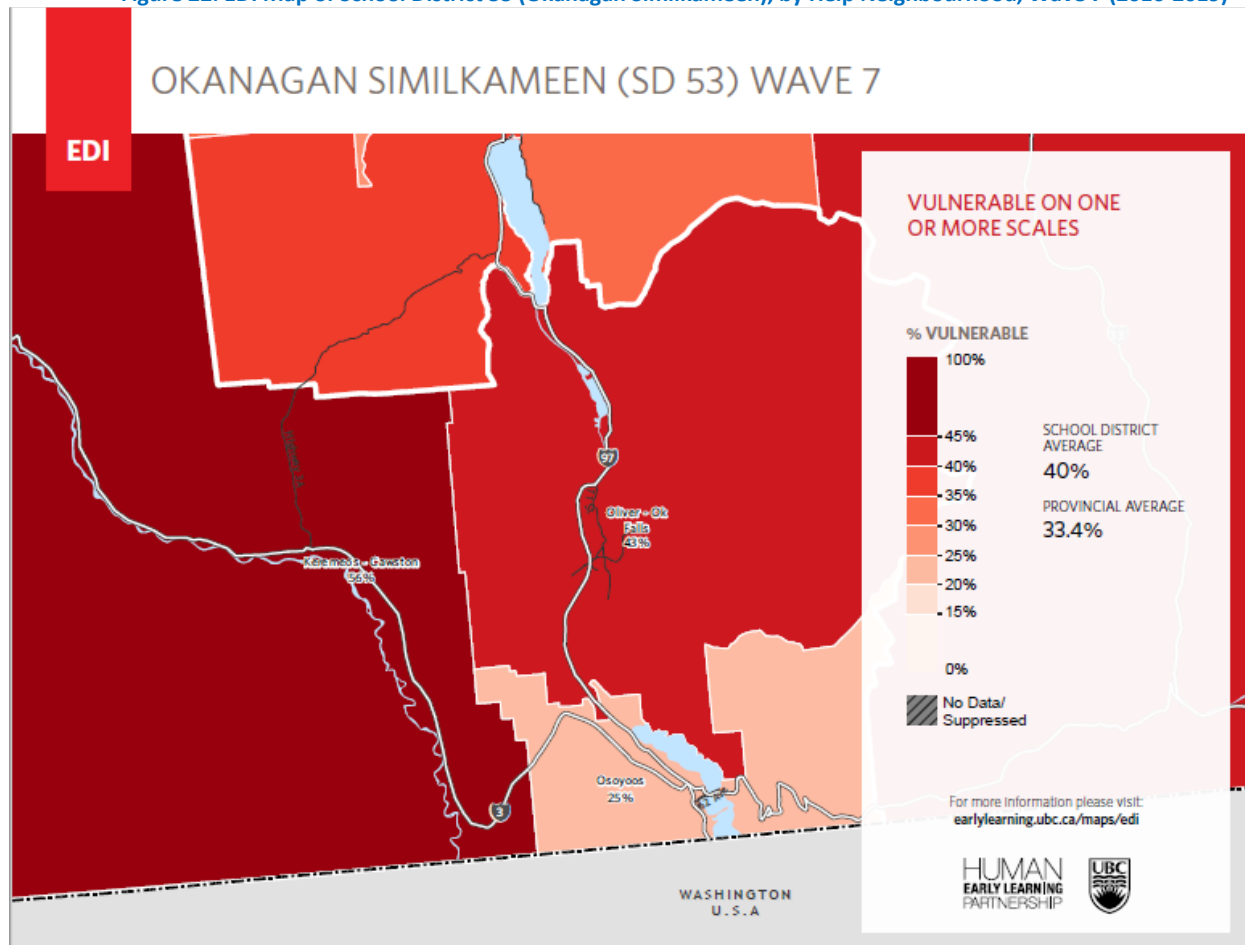 OKANAGAN SIMILKAMEEN (SD 53) WAVE 7
EDI
VULNERABLE ON ONE
OR MORE SCALES
% VULNERABLE
100%
45%
40%
35%
30%
25%
20%
15%
0%
SCHOOL DISTRICT
AVERAGE
40%
PROVINCIAL AVERAGE
33.4%
No Data/
Suppressed
97
Oliver - Ok
Falls
43%
Keremeos - Cawston
56%
Osoyoos
25%
3
WASHINGTON
U.S.A
For more information please visit:
earlylearning.ubc.ca/maps/edi
HUMAN
EARLY LEARNING
PARTNERSHIP
UBC